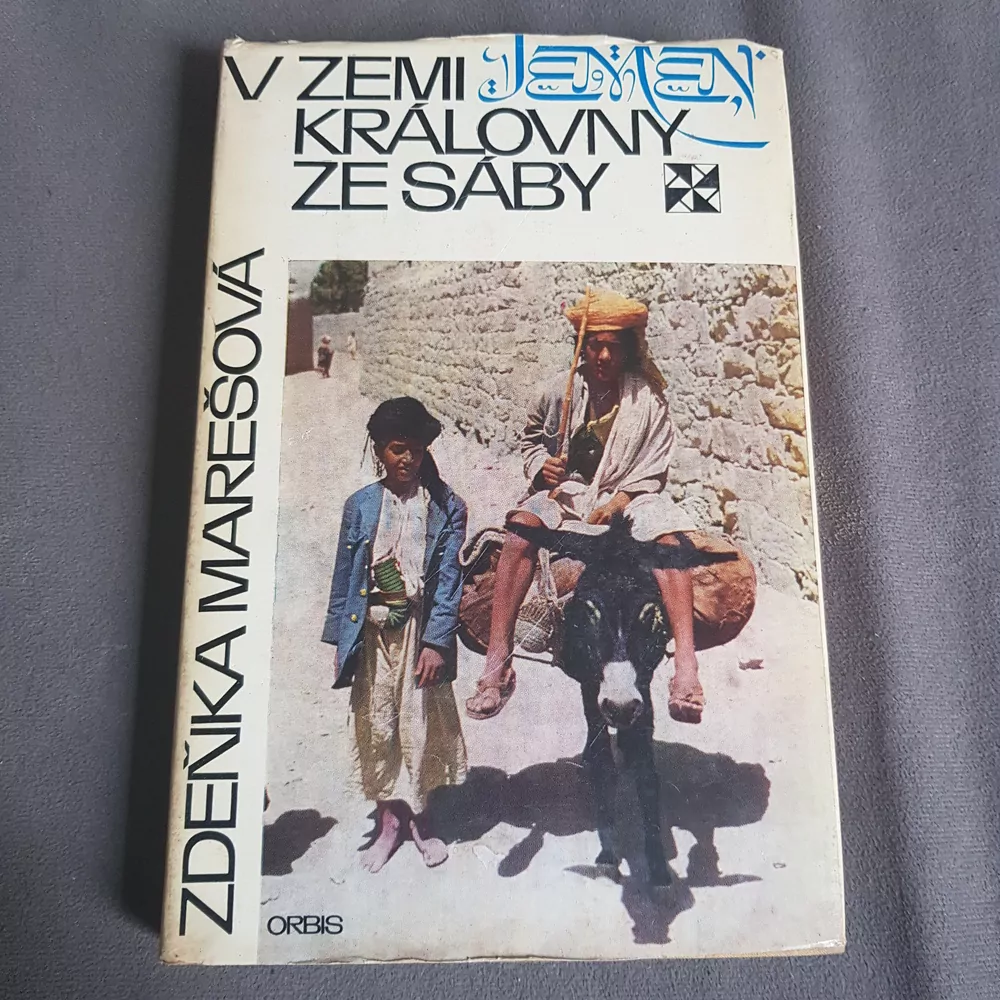 V ZEMI JEMEN
KRÁLOVNY
ZE SÁBY
ZDEŇKA MAREŠOVÁ
ORBIS